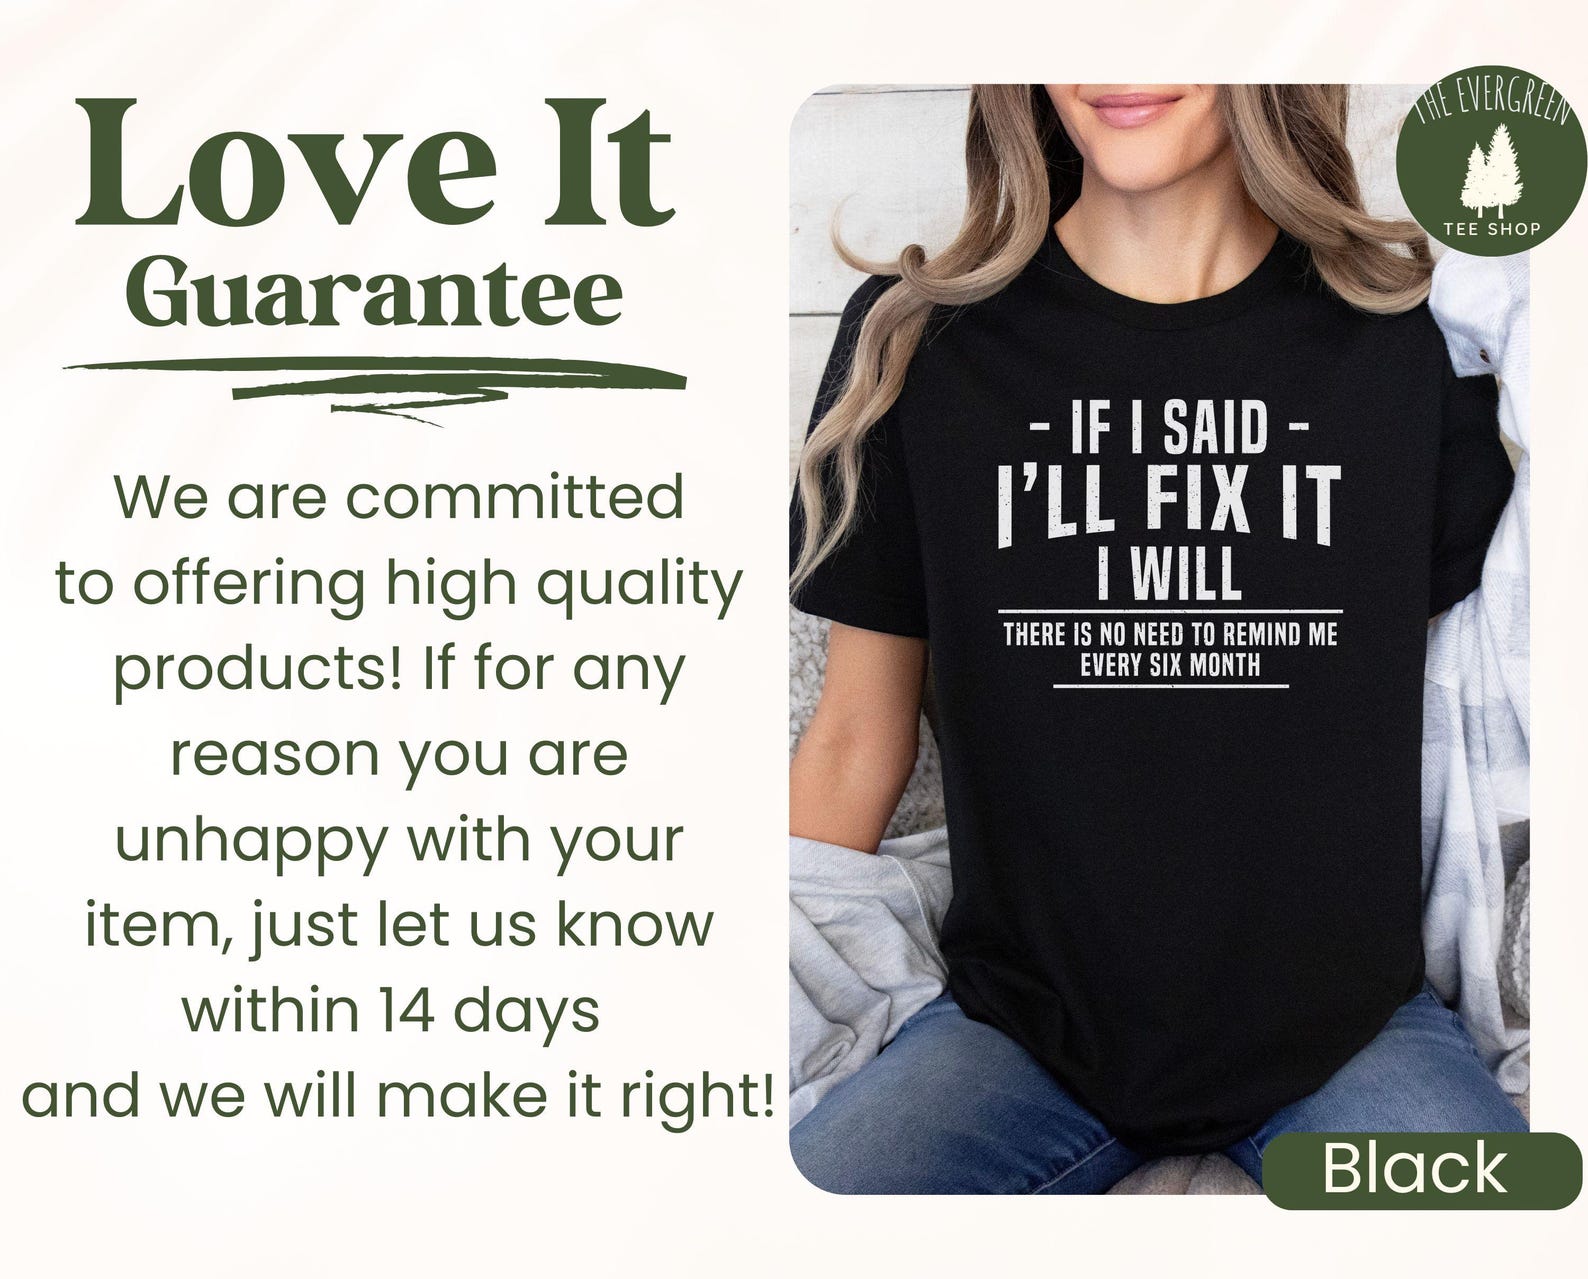 Love It
Guarantee
We are committed
to offering high quality
products! If for any
reason you are
unhappy with your
item, just let us know
within 14 days
and we will make it right!
THE EVERGREEN
TEE SHOP
- IF I SAID -
I'LL FIX IT
I WILL
THERE IS NO NEED TO REMIND ME
EVERY SIX MONTH
Black